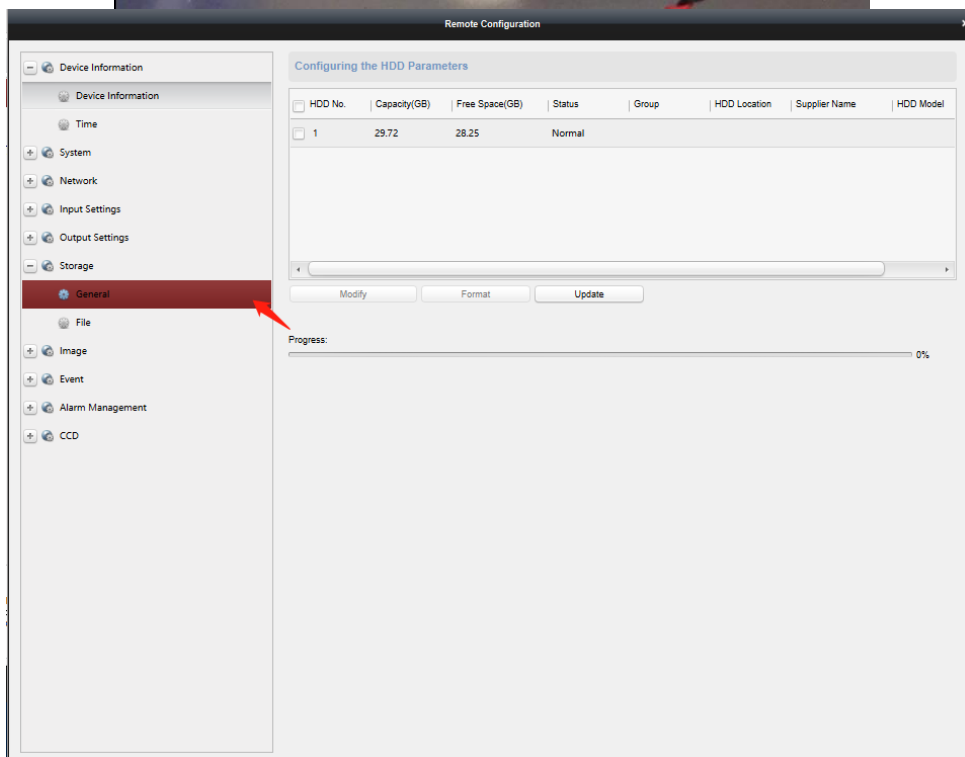 Remote Configuration
Device Information
Device Information
Time
System
Network
Input Settings
Output Settings
Storage
General
File
Image
Event
Alarm Management
CCD
Configuring the HDD Parameters
HDD No. Capacity(GB) Free Space(GB) Status Group HDD Location Supplier Name HDD Model
1 29.72 28.25 Normal
Modify Format Update
Progress:
0%